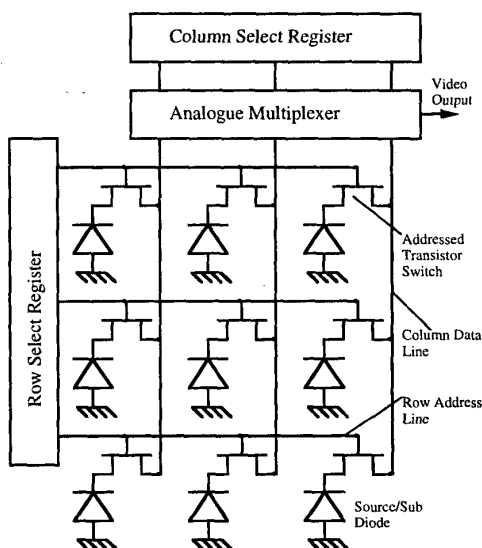 Column Select Register
Video
Output
Analogue Multiplexer
Row Select Register
Addressed
Transistor
Switch
Column Data
Line
Row Address
Line
Source/Sub
Diode